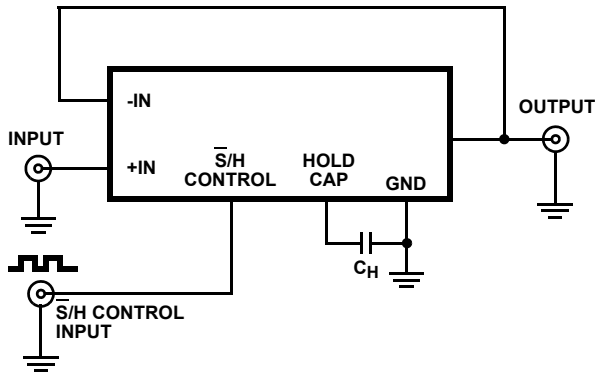 -IN
OUTPUT
INPUT
+IN
S̅/H
CONTROL
HOLD
CAP
GND
CH
S̅/H CONTROL
INPUT